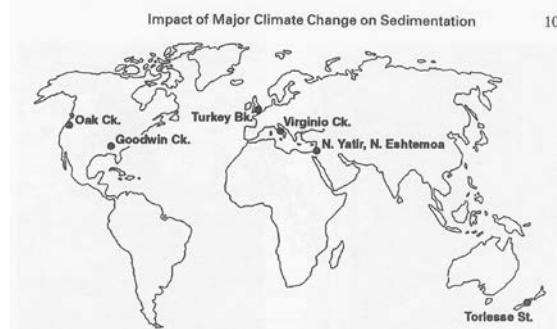 Impact of Major Climate Change on Sedimentation 10
Oak Ck.
Goodwin Ck.
Turkey Bk.
Virginio Ck.
N. Yatir, N. Eshtemoa
Torlesse St.